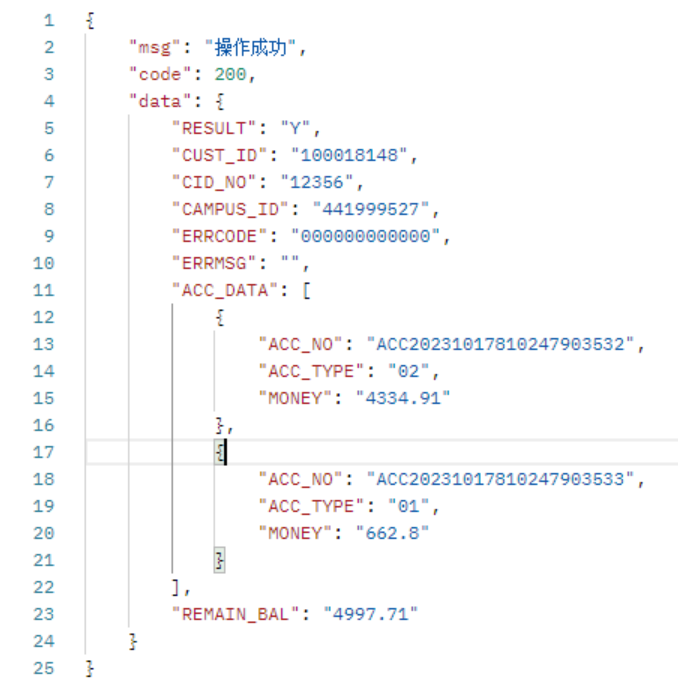 1 {
2 "msg": "操作成功",
3 "code": 200,
4 "data": {
5 "RESULT": "Y",
6 "CUST_ID": "100018148",
7 "CID_NO": "12356",
8 "CAMPUS_ID": "441999527",
9 "ERRCODE": "000000000000",
10 "ERRMSG": "",
11 "ACC_DATA": [
12 {
13 "ACC_NO": "ACC20231017810247903532",
14 "ACC_TYPE": "02",
15 "MONEY": "4334.91"
16 },
17 {
18 "ACC_NO": "ACC20231017810247903533",
19 "ACC_TYPE": "01",
20 "MONEY": "662.8"
21 }
22 ],
23 "REMAIN_BAL": "4997.71"
24 }
25 }